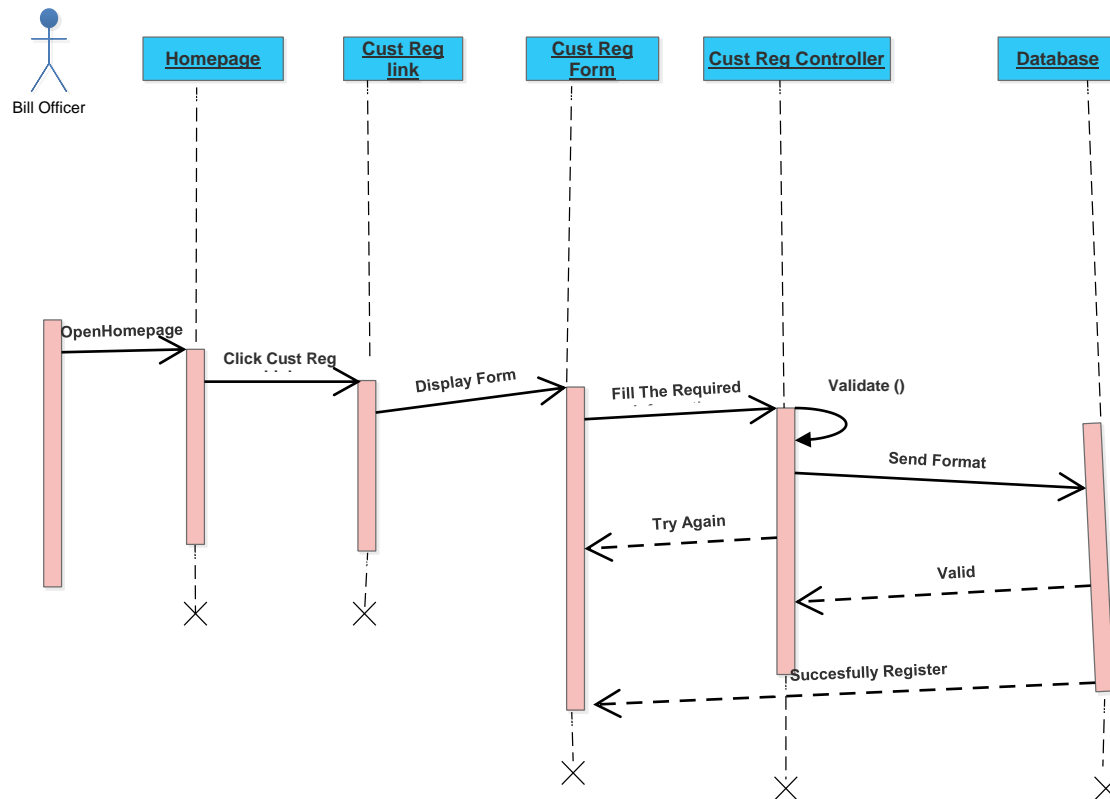 Homepage
Cust Reg
link
Cust Reg
Form
Cust Reg Controller
Database
Bill Officer
OpenHomepage
Click Cust Reg
Display Form
Fill The Required
Validate ()
Send Format
Try Again
Valid
Succesfully Register